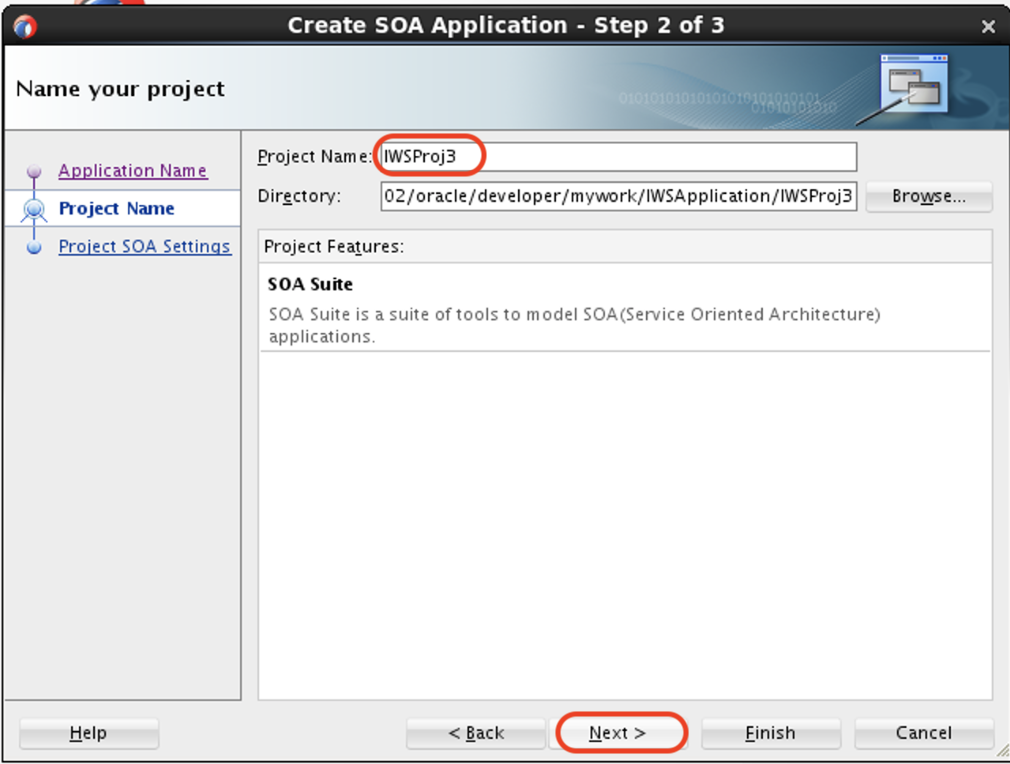 Create SOA Application - Step 2 of 3
Name your project
010101010101010101010101010101
01010101010
Application Name
Project Name
Project SOA Settings
Project Name: IWSProj3
Directory: 02/oracle/developer/mywork/IWSApplication/IWSProj3 Browse...
Project Features:
SOA Suite
SOA Suite is a suite of tools to model SOA(Service Oriented Architecture)
applications.
Help < Back Next > Finish Cancel